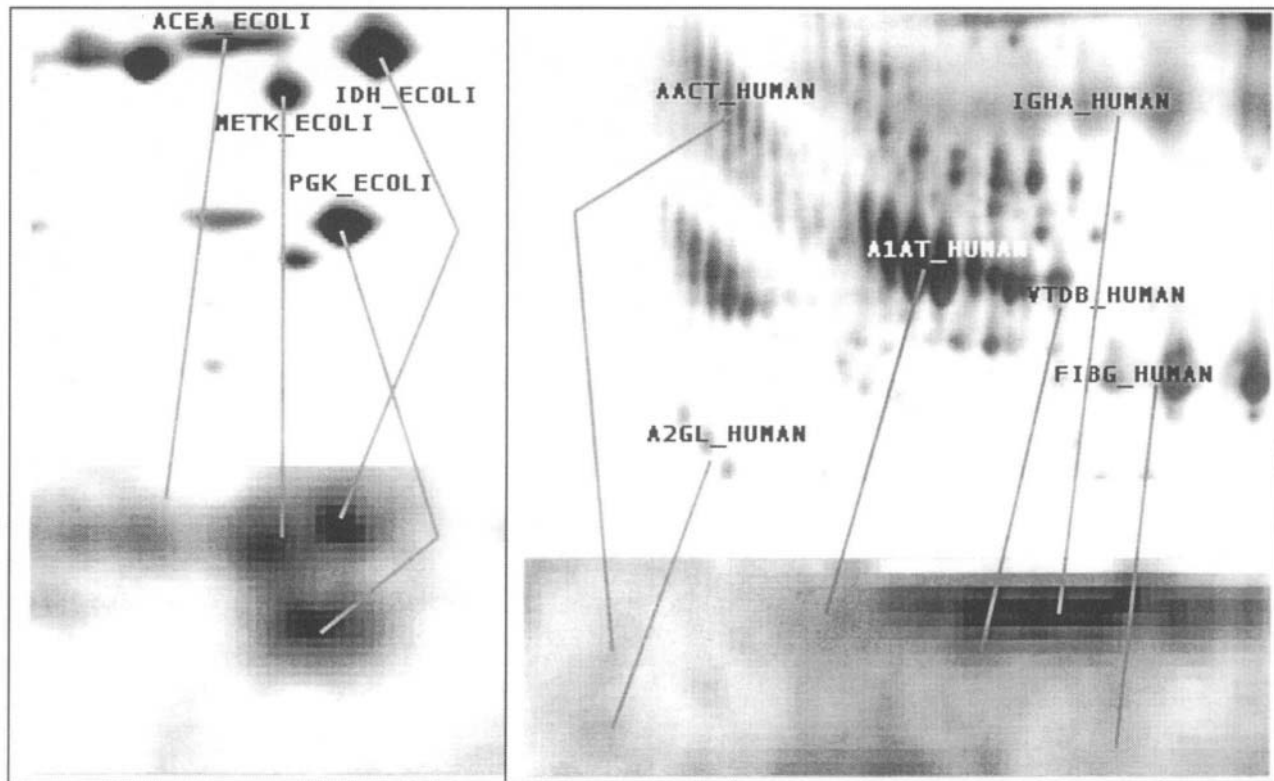 ACEA_ECOLI
IDH_ECOLI
METK_ECOLI
PGK_ECOLI
AACT_HUMAN
IGHA_HUMAN
A1AT_HUMAN
VTDB_HUMAN
FIBG_HUMAN
A2GL_HUMAN